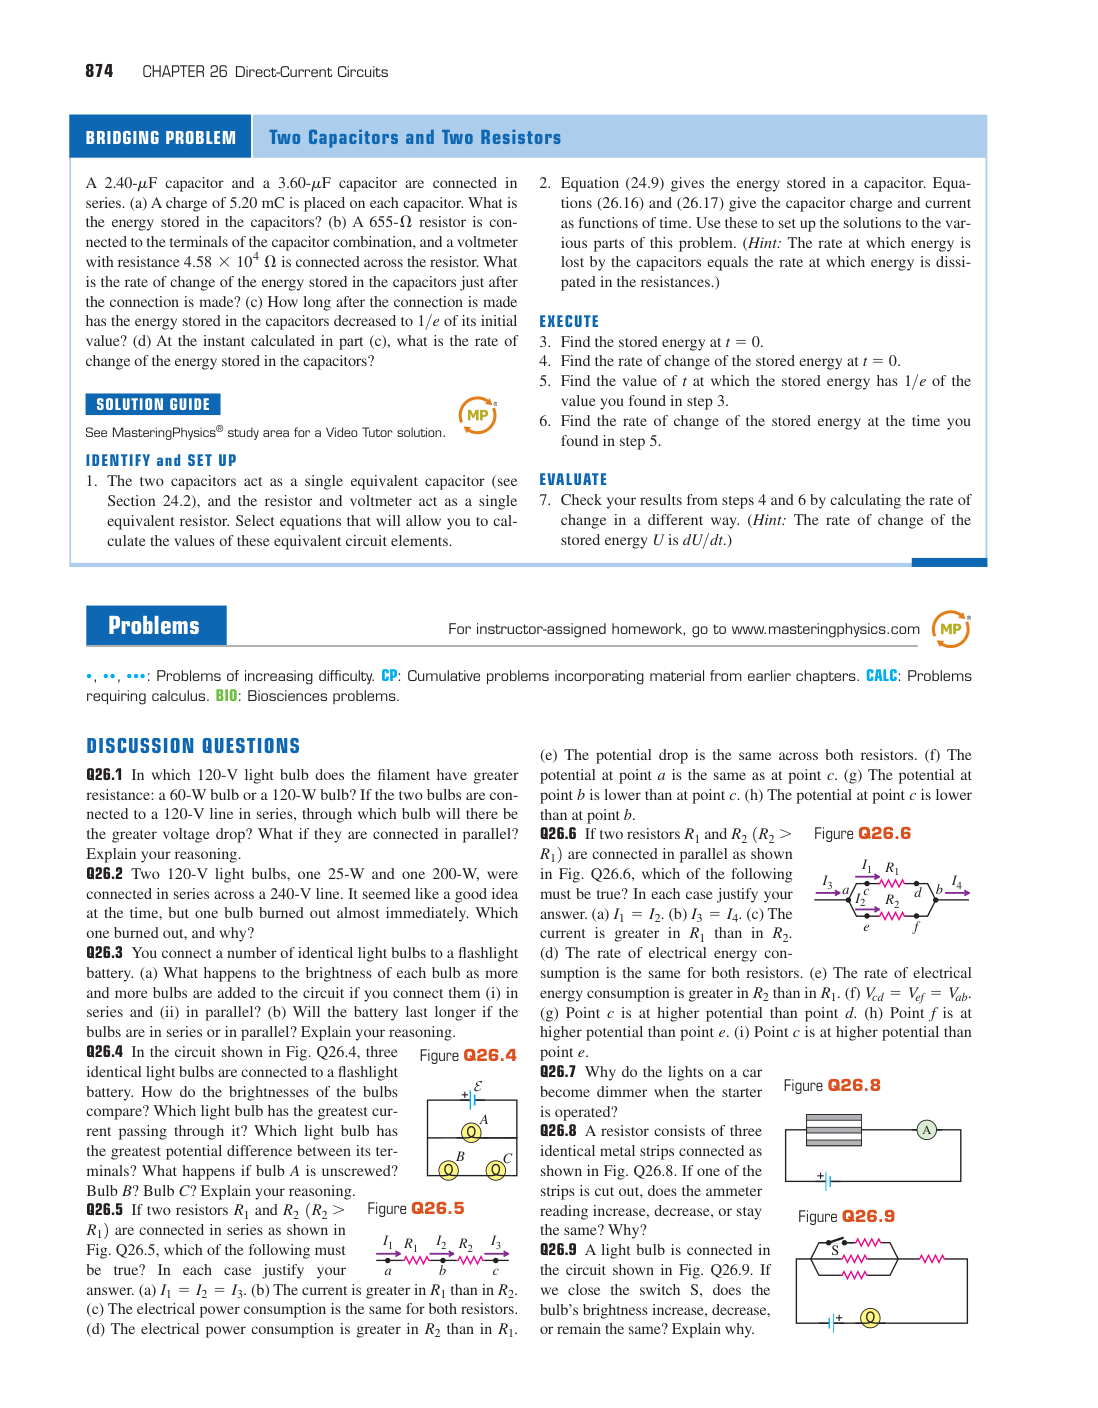 874 CHAPTER 26 Direct-Current Circuits
BRIDGING PROBLEM Two Capacitors and Two Resistors
A 2.40-μF capacitor and a 3.60-μF capacitor are connected in
series. (a) A charge of 5.20 mC is placed on each capacitor. What is
the energy stored in the capacitors? (b) A 655-Ω resistor is con-
nected to the terminals of the capacitor combination, and a voltmeter
with resistance 4.58 × 10⁴ Ω is connected across the resistor. What
is the rate of change of the energy stored in the capacitors just after
the connection is made? (c) How long after the connection is made
has the energy stored in the capacitors decreased to 1/e of its initial
value? (d) At the instant calculated in part (c), what is the rate of
change of the energy stored in the capacitors?
SOLUTION GUIDE
MP®
See MasteringPhysics® study area for a Video Tutor solution.
IDENTIFY and SET UP
1. The two capacitors act as a single equivalent capacitor (see
Section 24.2), and the resistor and voltmeter act as a single
equivalent resistor. Select equations that will allow you to cal-
culate the values of these equivalent circuit elements.
2. Equation (24.9) gives the energy stored in a capacitor. Equa-
tions (26.16) and (26.17) give the capacitor charge and current
as functions of time. Use these to set up the solutions to the var-
ious parts of this problem. (Hint: The rate at which energy is
lost by the capacitors equals the rate at which energy is dissi-
pated in the resistances.)
EXECUTE
3. Find the stored energy at t = 0.
4. Find the rate of change of the stored energy at t = 0.
5. Find the value of t at which the stored energy has 1/e of the
value you found in step 3.
6. Find the rate of change of the stored energy at the time you
found in step 5.
EVALUATE
7. Check your results from steps 4 and 6 by calculating the rate of
change in a different way. (Hint: The rate of change of the
stored energy U is dU/dt.)
Problems
For instructor-assigned homework, go to www.masteringphysics.com MP®
•, ••, •••: Problems of increasing difficulty. CP: Cumulative problems incorporating material from earlier chapters. CALC: Problems
requiring calculus. BIO: Biosciences problems.
DISCUSSION QUESTIONS
Q26.1 In which 120-V light bulb does the filament have greater
resistance: a 60-W bulb or a 120-W bulb? If the two bulbs are con-
nected to a 120-V line in series, through which bulb will there be
the greater voltage drop? What if they are connected in parallel?
Explain your reasoning.
Q26.2 Two 120-V light bulbs, one 25-W and one 200-W, were
connected in series across a 240-V line. It seemed like a good idea
at the time, but one bulb burned out almost immediately. Which
one burned out, and why?
Q26.3 You connect a number of identical light bulbs to a flashlight
battery. (a) What happens to the brightness of each bulb as more
and more bulbs are added to the circuit if you connect them (i) in
series and (ii) in parallel? (b) Will the battery last longer if the
bulbs are in series or in parallel? Explain your reasoning.
Q26.4 In the circuit shown in Fig. Q26.4, three
identical light bulbs are connected to a flashlight
battery. How do the brightnesses of the bulbs
compare? Which light bulb has the greatest cur-
rent passing through it? Which light bulb has
the greatest potential difference between its ter-
minals? What happens if bulb A is unscrewed?
Bulb B? Bulb C? Explain your reasoning.
Figure Q26.4
+ ℰ
A
B C
Q26.5 If two resistors R₁ and R₂ (R₂ >
R₁) are connected in series as shown in
Fig. Q26.5, which of the following must
be true? In each case justify your
answer. (a) I₁ = I₂ = I₃. (b) The current is greater in R₁ than in R₂.
(c) The electrical power consumption is the same for both resistors.
(d) The electrical power consumption is greater in R₂ than in R₁.
Figure Q26.5
I₁ R₁ I₂ R₂ I₃
a b c
(e) The potential drop is the same across both resistors. (f) The
potential at point a is the same as at point c. (g) The potential at
point b is lower than at point c. (h) The potential at point c is lower
than at point b.
Q26.6 If two resistors R₁ and R₂ (R₂ >
R₁) are connected in parallel as shown
in Fig. Q26.6, which of the following
must be true? In each case justify your
answer. (a) I₁ = I₂. (b) I₃ = I₄. (c) The
current is greater in R₁ than in R₂.
(d) The rate of electrical energy con-
sumption is the same for both resistors. (e) The rate of electrical
energy consumption is greater in R₂ than in R₁. (f) Vcd = Vef = Vab.
(g) Point c is at higher potential than point d. (h) Point f is at
higher potential than point e. (i) Point c is at higher potential than
point e.
Figure Q26.6
I₁ R₁
I₃ a c d b I₄
I₂ R₂
e f
Q26.7 Why do the lights on a car
become dimmer when the starter
is operated?
Q26.8 A resistor consists of three
identical metal strips connected as
shown in Fig. Q26.8. If one of the
strips is cut out, does the ammeter
reading increase, decrease, or stay
the same? Why?
Figure Q26.8
A
+
Q26.9 A light bulb is connected in
the circuit shown in Fig. Q26.9. If
we close the switch S, does the
bulb's brightness increase, decrease,
or remain the same? Explain why.
Figure Q26.9
S
+